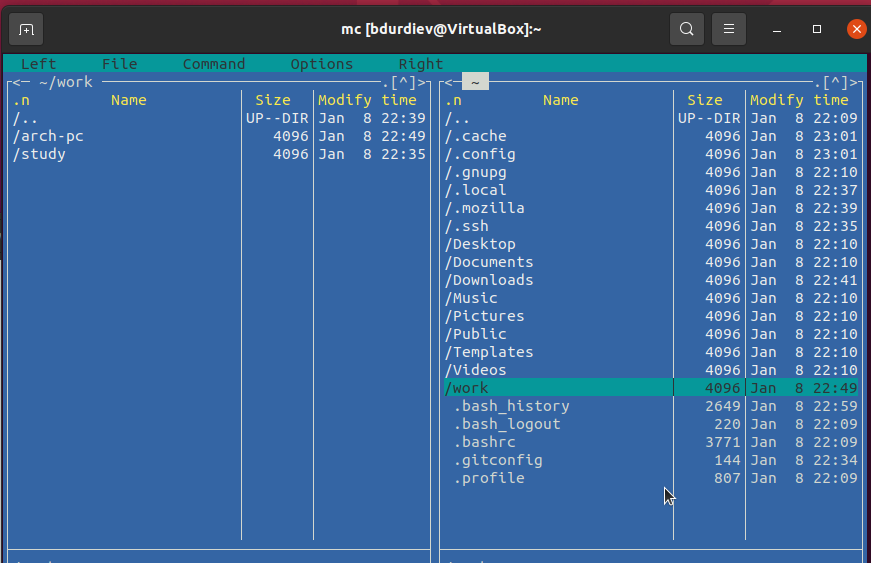 mc [bdurdiev@VirtualBox]:~
Left File Command Options Right
<─ ~/work .[^]>
.n Name Size Modify time
/.. UP--DIR Jan 8 22:39
/arch-pc 4096 Jan 8 22:49
/study 4096 Jan 8 22:35
<─ ~ .[^]>
.n Name Size Modify time
/.. UP--DIR Jan 8 22:09
/.cache 4096 Jan 8 23:01
/.config 4096 Jan 8 23:01
/.gnupg 4096 Jan 8 22:10
/.local 4096 Jan 8 22:37
/.mozilla 4096 Jan 8 22:39
/.ssh 4096 Jan 8 22:35
/Desktop 4096 Jan 8 22:10
/Documents 4096 Jan 8 22:10
/Downloads 4096 Jan 8 22:41
/Music 4096 Jan 8 22:10
/Pictures 4096 Jan 8 22:10
/Public 4096 Jan 8 22:10
/Templates 4096 Jan 8 22:10
/Videos 4096 Jan 8 22:10
/work 4096 Jan 8 22:49
.bash_history 2649 Jan 8 22:59
.bash_logout 220 Jan 8 22:09
.bashrc 3771 Jan 8 22:09
.gitconfig 144 Jan 8 22:34
.profile 807 Jan 8 22:09